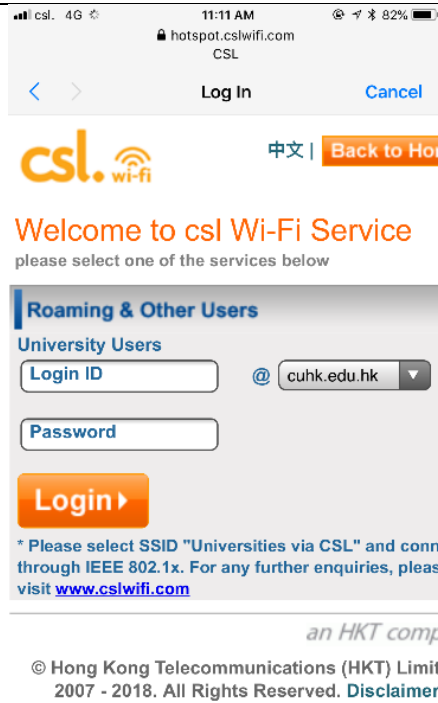 csl. 4G 11:11 AM 82%
hotspot.cslwifi.com
CSL
Log In Cancel
csl. wi-fi
中文 | Back to Hom
Welcome to csl Wi-Fi Service
please select one of the services below
Roaming & Other Users
University Users
Login ID @ cuhk.edu.hk
Password
Login
* Please select SSID "Universities via CSL" and conn
through IEEE 802.1x. For any further enquiries, pleas
visit www.cslwifi.com
an HKT comp
© Hong Kong Telecommunications (HKT) Limit
2007 - 2018. All Rights Reserved. Disclaimer